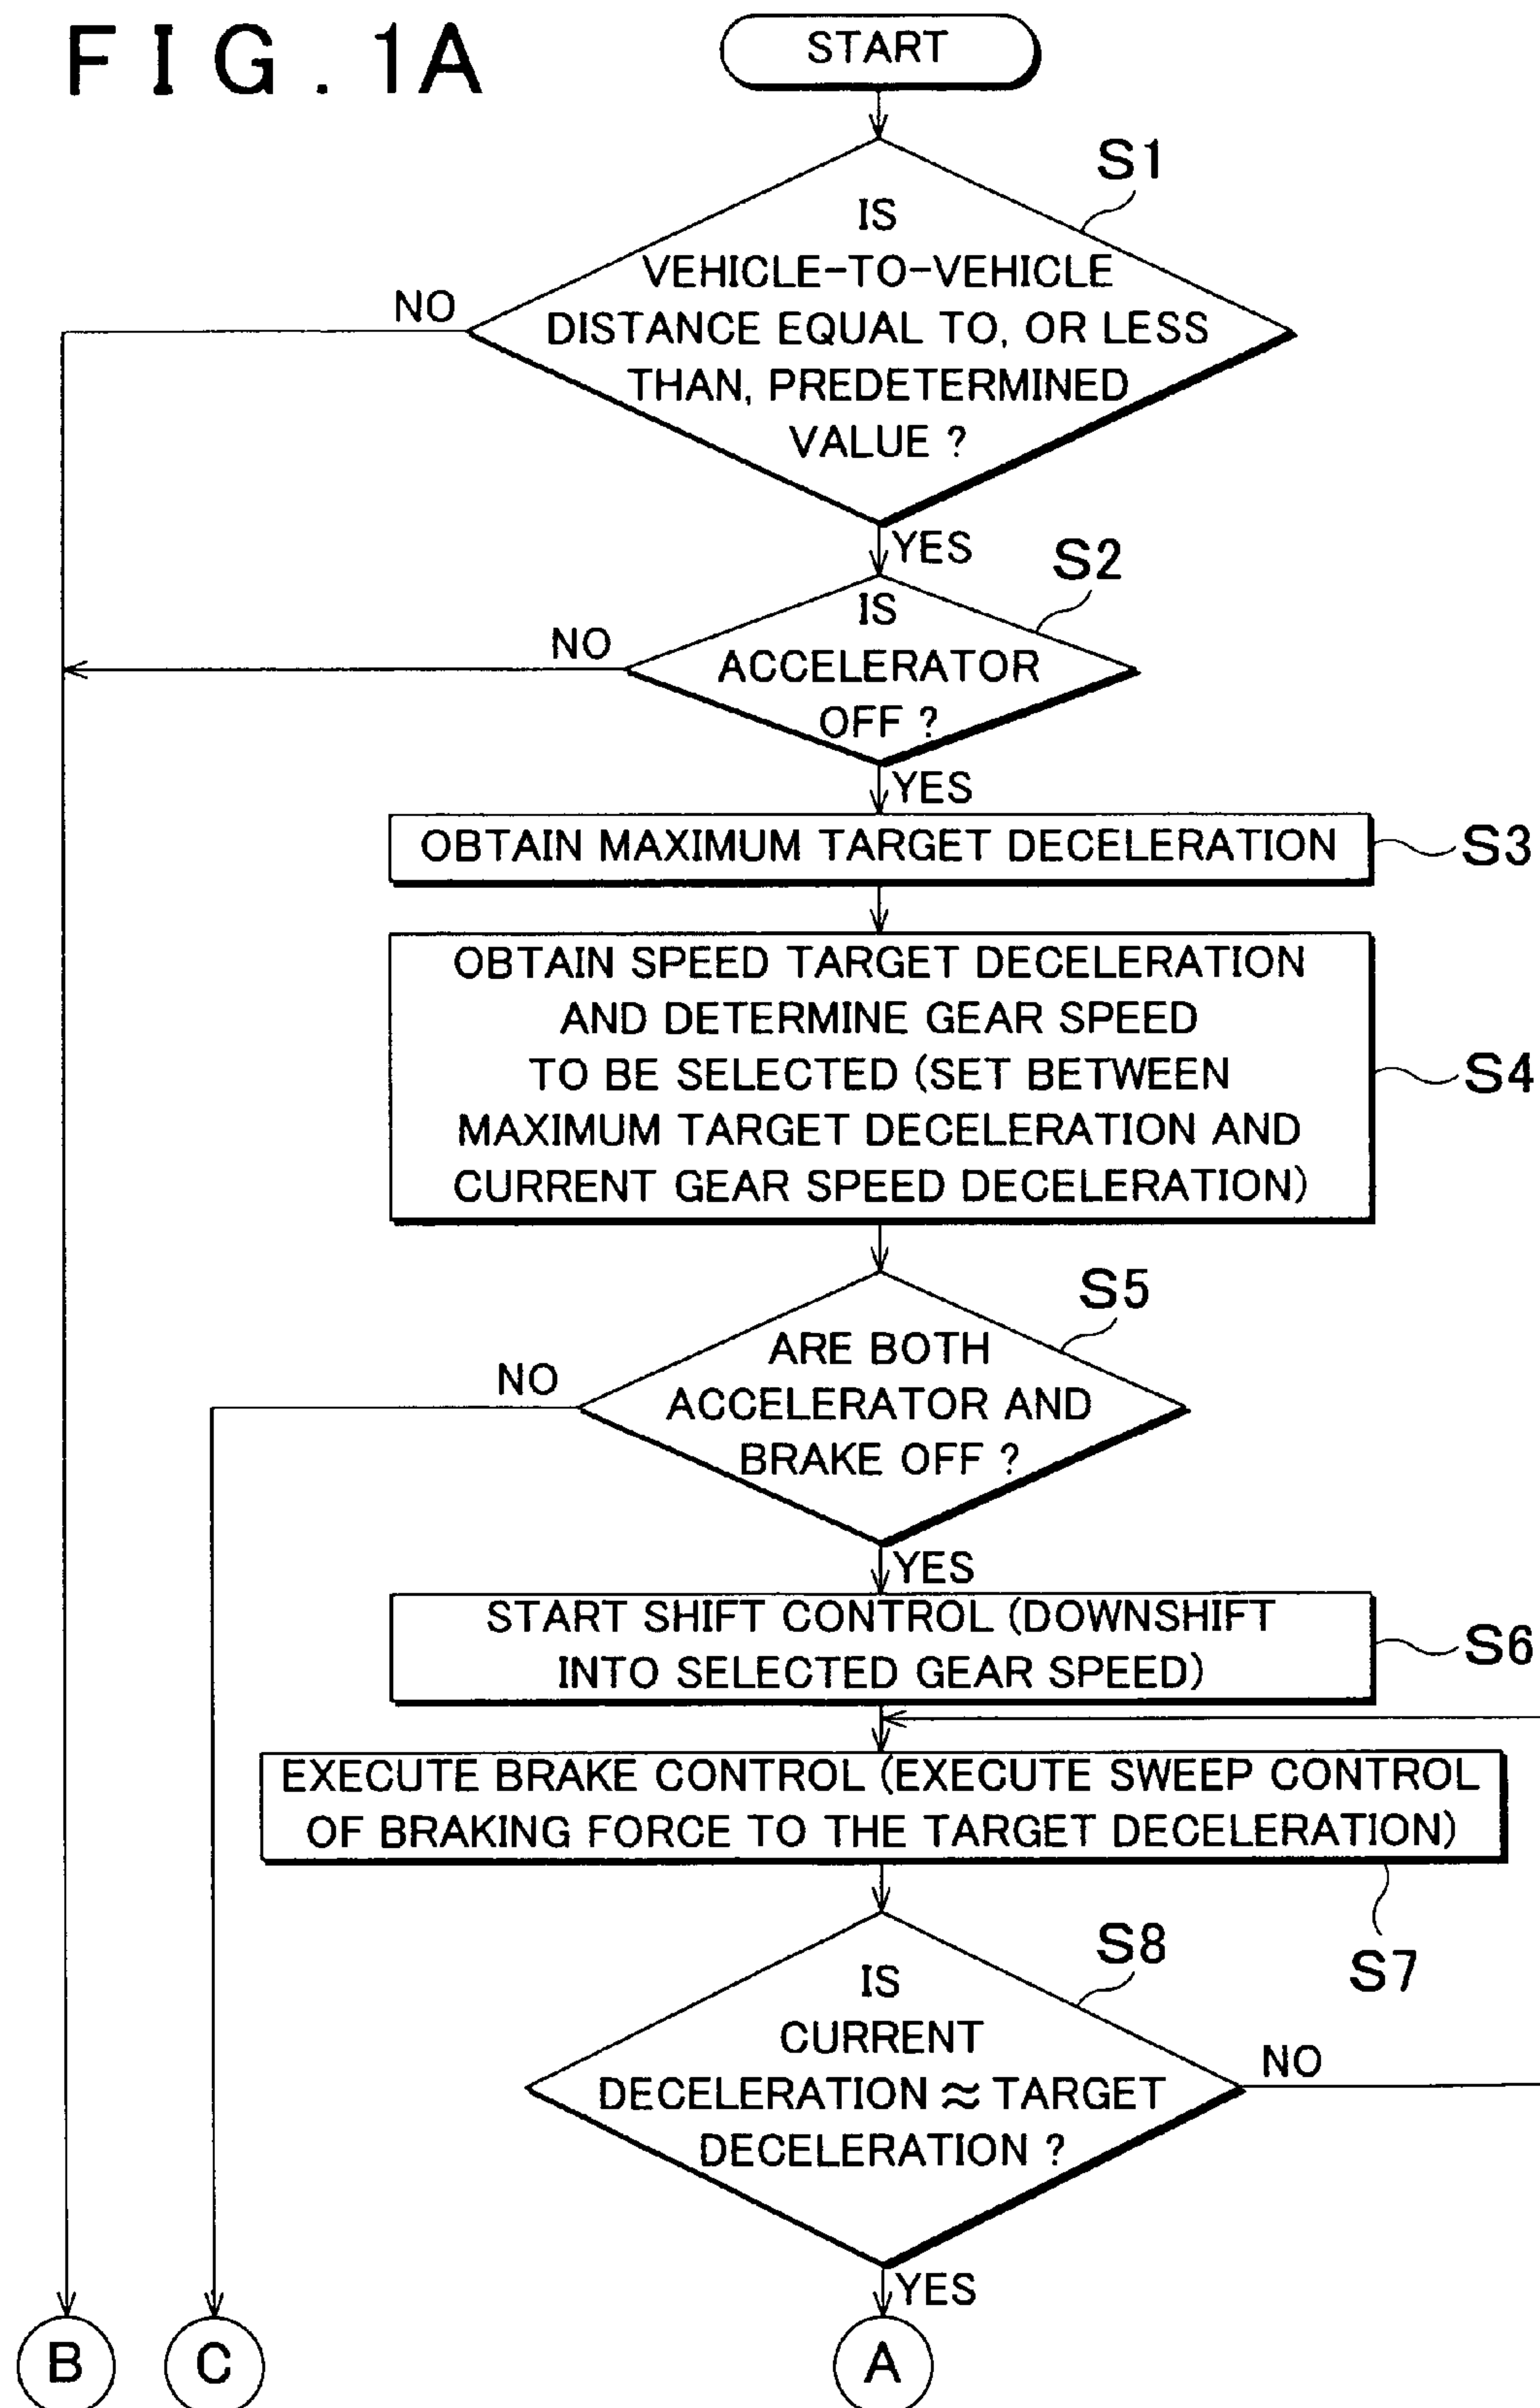 FIG. 1A
START
S1
IS
VEHICLE-TO-VEHICLE
DISTANCE EQUAL TO, OR LESS
THAN, PREDETERMINED
VALUE ?
NO
YES
S2
IS
ACCELERATOR
OFF ?
NO
YES
OBTAIN MAXIMUM TARGET DECELERATION
S3
OBTAIN SPEED TARGET DECELERATION
AND DETERMINE GEAR SPEED
TO BE SELECTED (SET BETWEEN
MAXIMUM TARGET DECELERATION AND
CURRENT GEAR SPEED DECELERATION)
S4
S5
ARE BOTH
ACCELERATOR AND
BRAKE OFF ?
NO
YES
START SHIFT CONTROL (DOWNSHIFT
INTO SELECTED GEAR SPEED)
S6
EXECUTE BRAKE CONTROL (EXECUTE SWEEP CONTROL
OF BRAKING FORCE TO THE TARGET DECELERATION)
S7
S8
IS
CURRENT
DECELERATION ≈ TARGET
DECELERATION ?
NO
YES
B
C
A